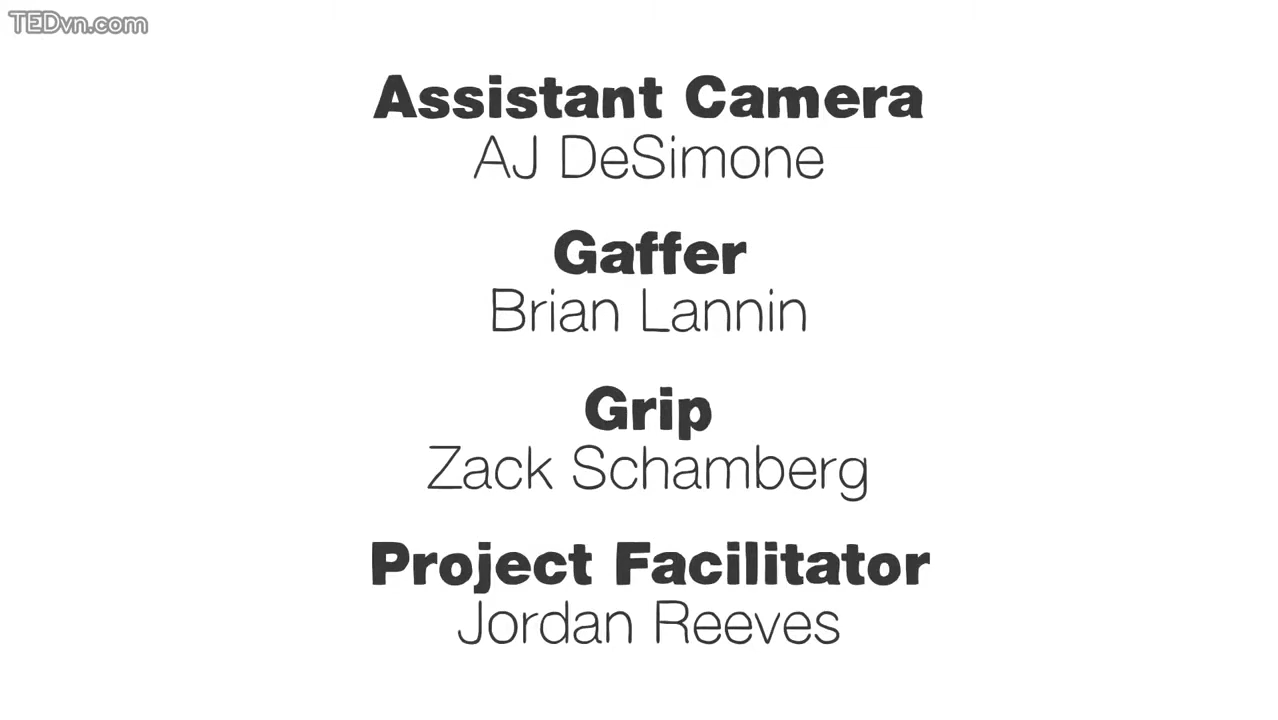 TEDvn.com
Assistant Camera
AJ DeSimone
Gaffer
Brian Lannin
Grip
Zack Schamberg
Project Facilitator
Jordan Reeves